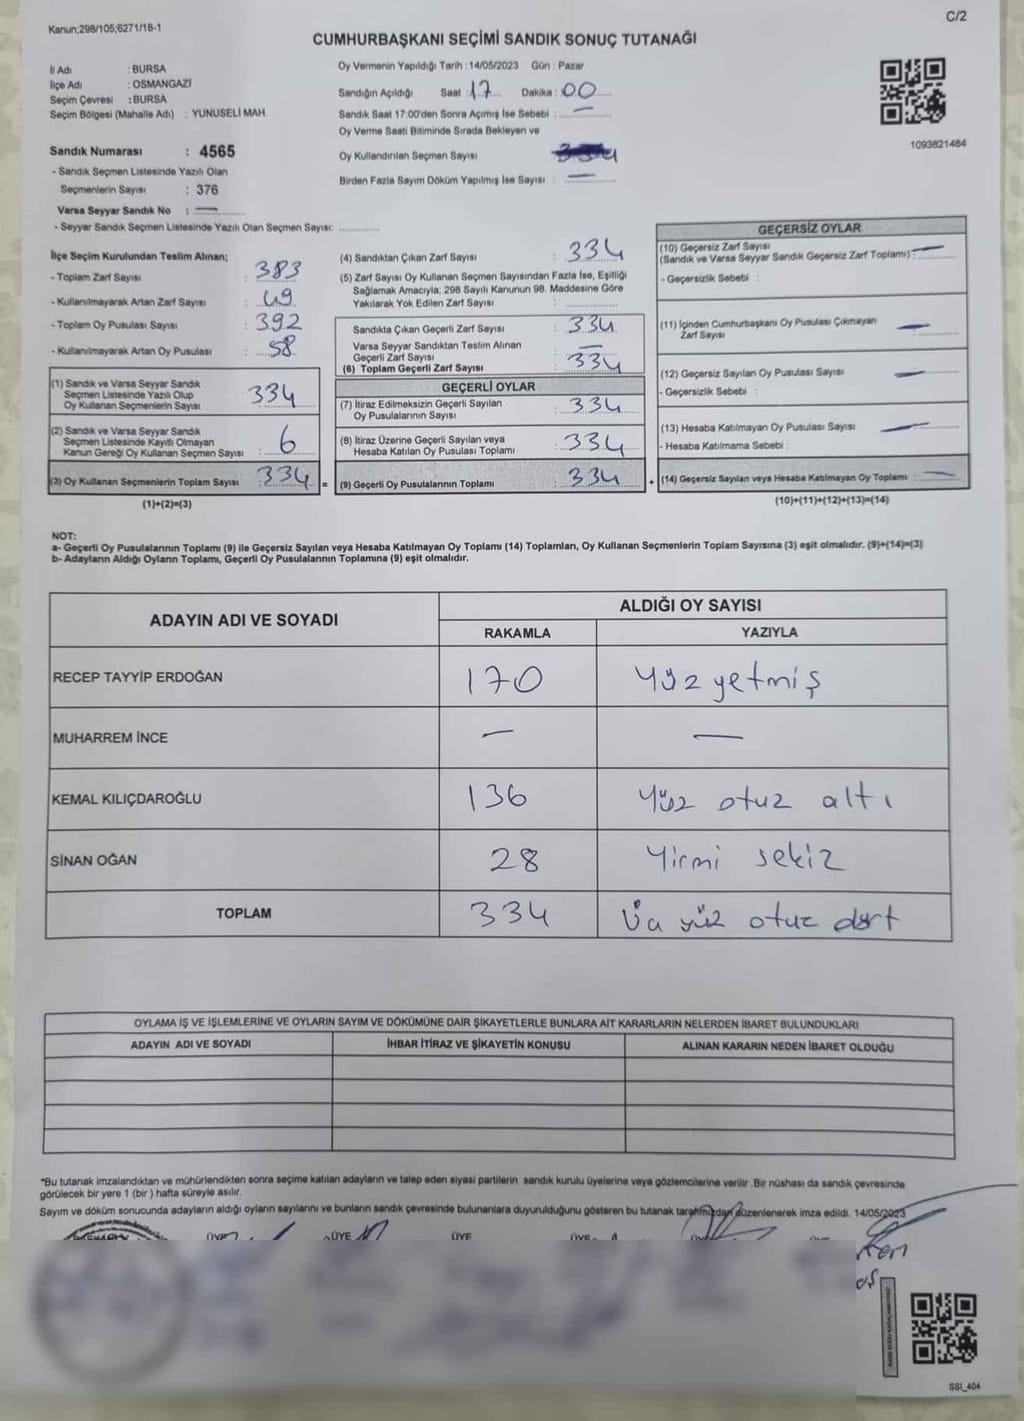 Kanun;298/105;6271/18-1
C/2
CUMHURBAŞKANI SEÇİMİ SANDIK SONUÇ TUTANAĞI
İl Adı : BURSA
İlçe Adı : OSMANGAZİ
Seçim Çevresi : BURSA
Seçim Bölgesi (Mahalle Adı) : YUNUSELİ MAH.
Sandık Numarası : 4565
- Sandık Seçmen Listesinde Yazılı Olan
Seçmenlerin Sayısı : 376
Varsa Seyyar Sandık No : —
- Seyyar Sandık Seçmen Listesinde Yazılı Olan Seçmen Sayısı: ............
Oy Vermenin Yapıldığı Tarih : 14/05/2023 Gün : Pazar
Sandığın Açıldığı Saat : 17 Dakika : 00
Sandık Saat 17:00'den Sonra Açımış İse Sebebi : —
Oy Verme Saati Bitiminde Sırada Bekleyen ve
Oy Kullandırılan Seçmen Sayısı
Birden Fazla Sayım Döküm Yapılmış İse Sayısı : —
1093821484
İlçe Seçim Kurulundan Teslim Alınan;
- Toplam Zarf Sayısı : 383
- Kullanılmayarak Artan Zarf Sayısı : 49
- Toplam Oy Pusulası Sayısı : 392
- Kullanılmayarak Artan Oy Pusulası : 58
(1) Sandık ve Varsa Seyyar Sandık
Seçmen Listesinde Yazılı Olup
Oy Kullanan Seçmenlerin Sayısı 334
(2) Sandık ve Varsa Seyyar Sandık
Seçmen Listesinde Kayıtlı Olmayan
Kanun Gereği Oy Kullanan Seçmen Sayısı : 6
(3) Oy Kullanan Seçmenlerin Toplam Sayısı 334 =
(1)+(2)=(3)
(4) Sandıktan Çıkan Zarf Sayısı : 334
(5) Zarf Sayısı Oy Kullanan Seçmen Sayısından Fazla İse, Eşitliği
Sağlamak Amacıyla; 298 Sayılı Kanunun 98. Maddesine Göre
Yakılarak Yok Edilen Zarf Sayısı :
Sandıkta Çıkan Geçerli Zarf Sayısı : 334
Varsa Seyyar Sandıktan Teslim Alınan
Geçerli Zarf Sayısı : —
(6) Toplam Geçerli Zarf Sayısı : 334
GEÇERLİ OYLAR
(7) İtiraz Edilmeksizin Geçerli Sayılan
Oy Pusulalarının Sayısı : 334
(8) İtiraz Üzerine Geçerli Sayılan veya
Hesaba Katılan Oy Pusulası Toplamı : 334
(9) Geçerli Oy Pusulalarının Toplamı : 334 +
GEÇERSİZ OYLAR
(10) Geçersiz Zarf Sayısı
(Sandık ve Varsa Seyyar Sandık Geçersiz Zarf Toplamı) : —
- Geçersizlik Sebebi :
(11) İçinden Cumhurbaşkanı Oy Pusulası Çıkmayan
Zarf Sayısı : —
(12) Geçersiz Sayılan Oy Pusulası Sayısı : —
- Geçersizlik Sebebi :
(13) Hesaba Katılmayan Oy Pusulası Sayısı : —
- Hesaba Katılmama Sebebi :
(14) Geçersiz Sayılan veya Hesaba Katılmayan Oy Toplamı : —
(10)+(11)+(12)+(13)=(14)
NOT:
a- Geçerli Oy Pusulalarının Toplamı (9) ile Geçersiz Sayılan veya Hesaba Katılmayan Oy Toplamı (14) Toplamları, Oy Kullanan Seçmenlerin Toplam Sayısına (3) eşit olmalıdır. (9)+(14)=(3)
b- Adayların Aldığı Oyların Toplamı, Geçerli Oy Pusulalarının Toplamına (9) eşit olmalıdır.
ADAYIN ADI VE SOYADI
ALDIĞI OY SAYISI
RAKAMLA YAZIYLA
RECEP TAYYİP ERDOĞAN 170 Yüz yetmiş
MUHARREM İNCE — —
KEMAL KILIÇDAROĞLU 136 Yüz otuz altı
SİNAN OĞAN 28 Yirmi sekiz
TOPLAM 334 Üç yüz otuz dört
OYLAMA İŞ VE İŞLEMLERİNE VE OYLARIN SAYIM VE DÖKÜMÜNE DAİR ŞİKAYETLERLE BUNLARA AİT KARARLARIN NELERDEN İBARET BULUNDUKLARI
ADAYIN ADI VE SOYADI İHBAR İTİRAZ VE ŞİKAYETİN KONUSU ALINAN KARARIN NEDEN İBARET OLDUĞU
*Bu tutanak imzalandıktan ve mühürlendikten sonra seçime katılan adayların ve talep eden siyasi partilerin sandık kurulu üyelerine veya gözlemcilerine verilir .Bir nüshası da sandık çevresinde
görülecek bir yere 1 (bir ) hafta süreyle asılır.
Sayım ve döküm sonucunda adayların aldığı oyların sayılarını ve bunların sandık çevresinde bulunanlara duyurulduğunu gösteren bu tutanak tarafımızdan düzenlenerek imza edildi. 14/05/2023
ÜYE ÜYE ÜYE
SSI_404